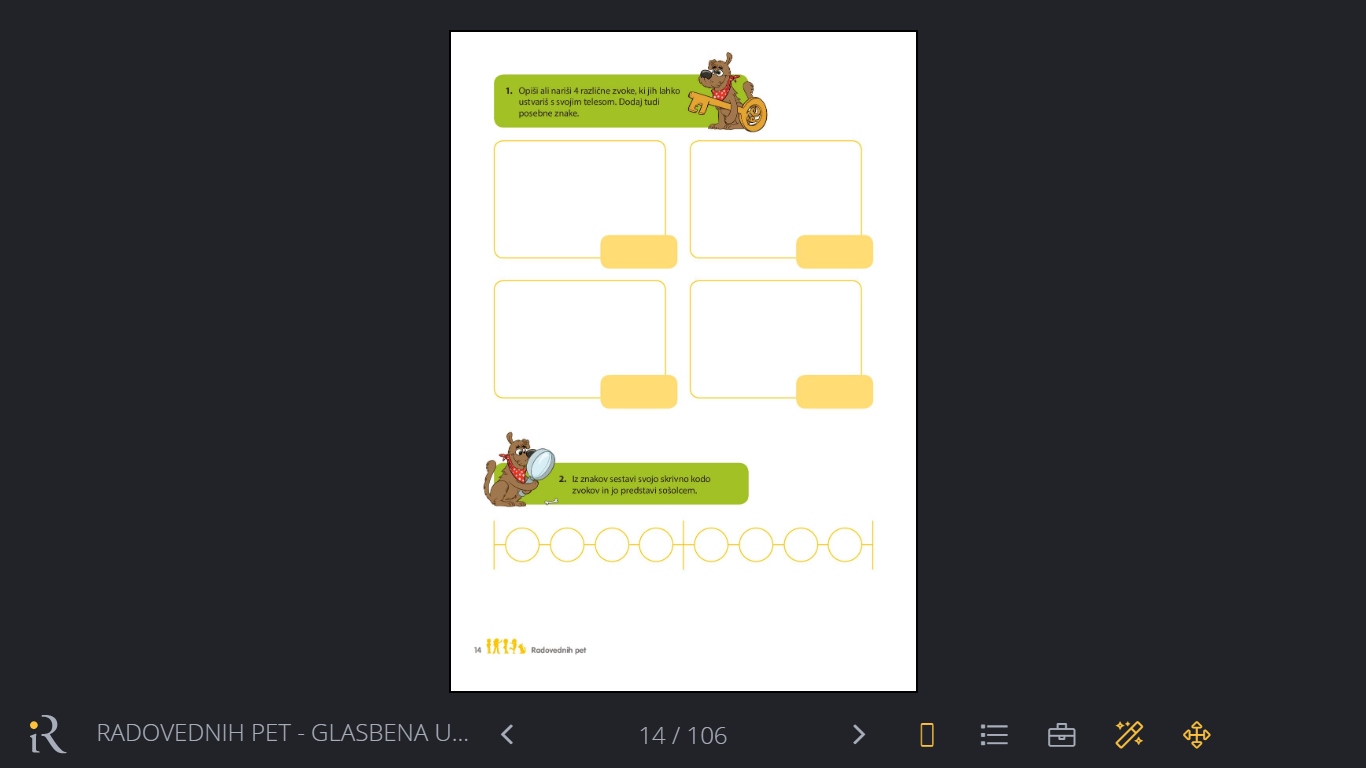 1. Opiši ali nariši 4 različne zvoke, ki jih lahko
ustvariš s svojim telesom. Dodaj tudi
posebne znake.
2. Iz znakov sestavi svojo skrivno kodo
zvokov in jo predstavi sošolcem.
14 Radovednih pet
iR RADOVEDNIH PET - GLASBENA U... 14 / 106